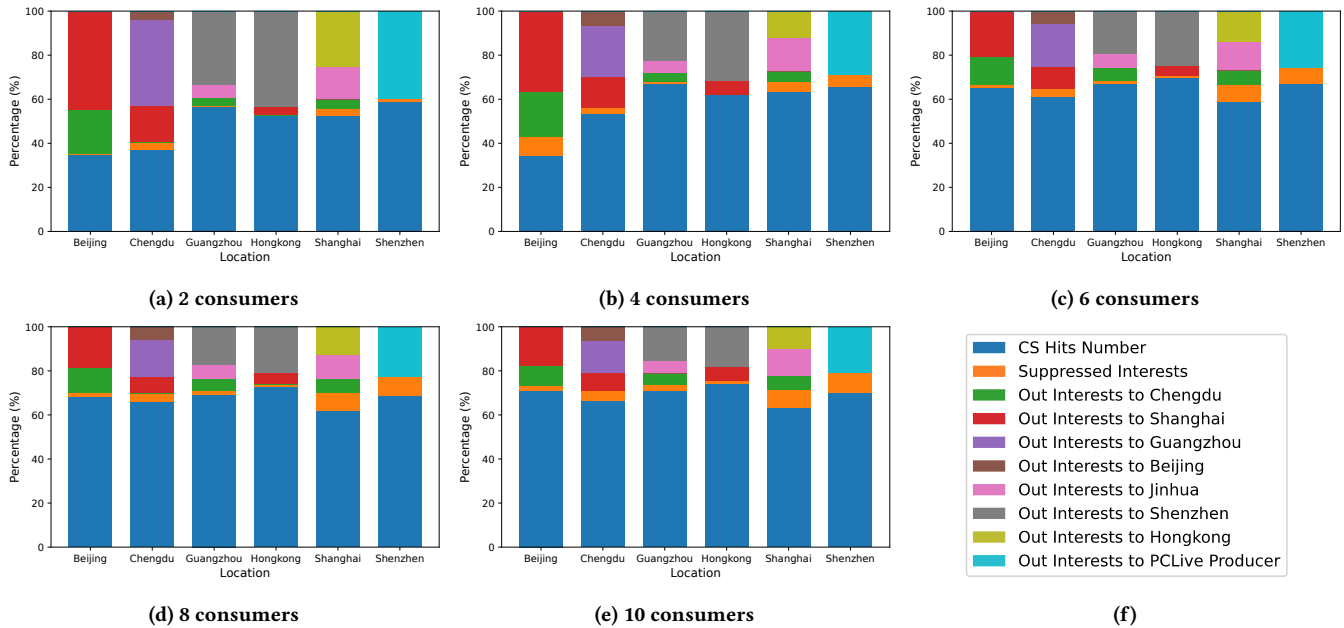 100
80
60
40
20
0
Percentage (%)
Beijing Chengdu Guangzhou Hongkong Shanghai Shenzhen
Location
(a) 2 consumers
100
80
60
40
20
0
Percentage (%)
Beijing Chengdu Guangzhou Hongkong Shanghai Shenzhen
Location
(b) 4 consumers
100
80
60
40
20
0
Percentage (%)
Beijing Chengdu Guangzhou Hongkong Shanghai Shenzhen
Location
(c) 6 consumers
100
80
60
40
20
0
Percentage (%)
Beijing Chengdu Guangzhou Hongkong Shanghai Shenzhen
Location
(d) 8 consumers
100
80
60
40
20
0
Percentage (%)
Beijing Chengdu Guangzhou Hongkong Shanghai Shenzhen
Location
(e) 10 consumers
CS Hits Number
Suppressed Interests
Out Interests to Chengdu
Out Interests to Shanghai
Out Interests to Guangzhou
Out Interests to Beijing
Out Interests to Jinhua
Out Interests to Shenzhen
Out Interests to Hongkong
Out Interests to PCLive Producer
(f)